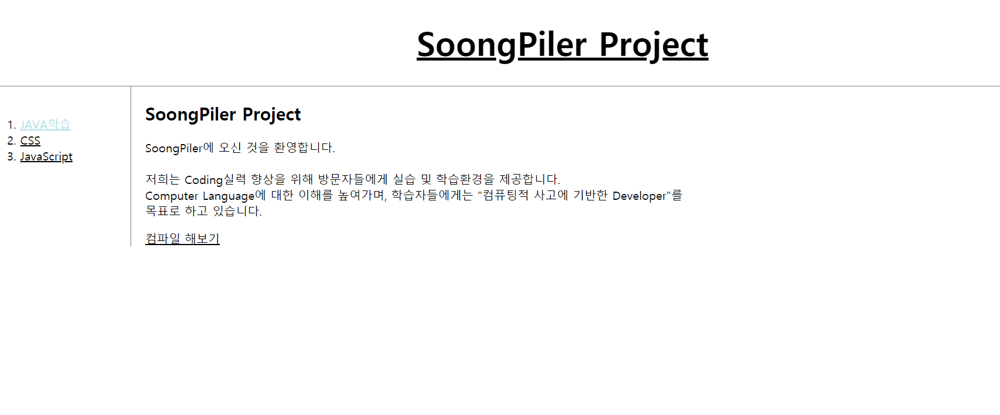 SoongPiler Project
1. JAVA학습
2. CSS
3. JavaScript
SoongPiler Project
SoongPiler에 오신 것을 환영합니다.
저희는 Coding실력 향상을 위해 방문자들에게 실습 및 학습환경을 제공합니다.
Computer Language에 대한 이해를 높여가며, 학습자들에게는 "컴퓨팅적 사고에 기반한 Developer"를
목표로 하고 있습니다.
컴파일 해보기